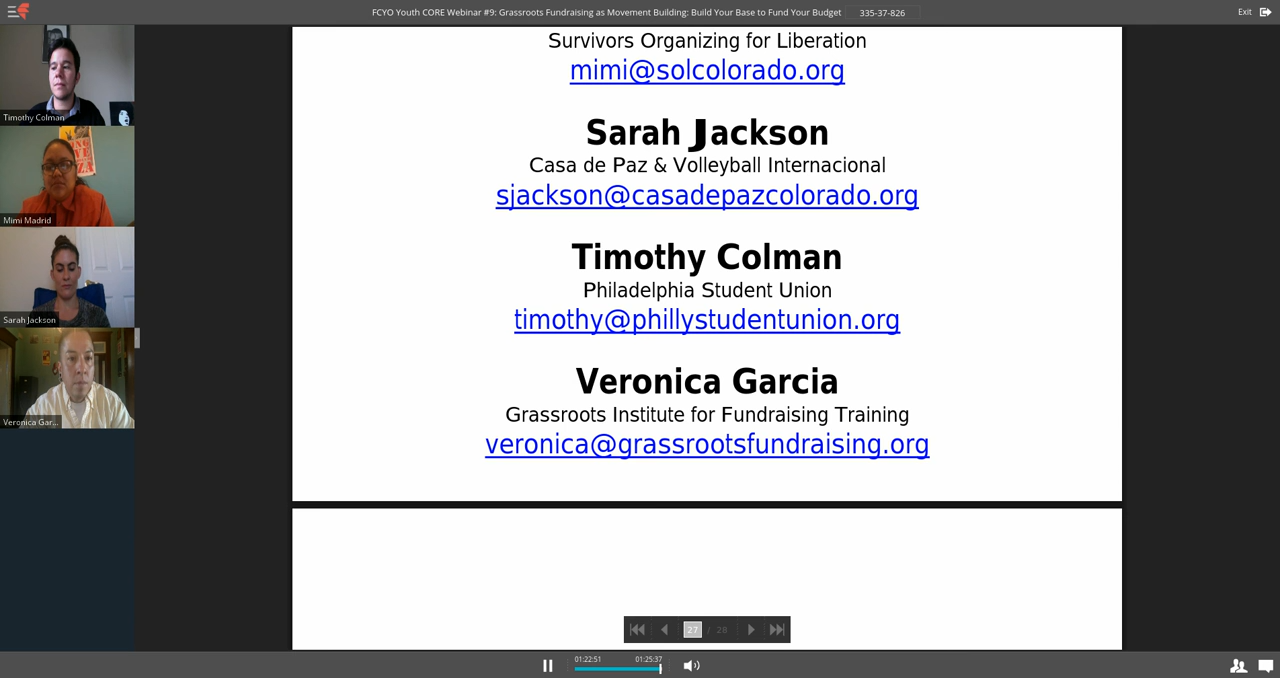 FCYO Youth CORE Webinar #9: Grassroots Fundraising as Movement Building: Build Your Base to Fund Your Budget
335-37-826
Exit
Timothy Colman
Mimi Madrid
Sarah Jackson
Veronica Gar...
Survivors Organizing for Liberation
mimi@solcolorado.org
Sarah Jackson
Casa de Paz & Volleyball Internacional
sjackson@casadepazcolorado.org
Timothy Colman
Philadelphia Student Union
timothy@phillystudentunion.org
Veronica Garcia
Grassroots Institute for Fundraising Training
veronica@grassrootsfundraising.org
27 / 28
01:22:51
01:25:37